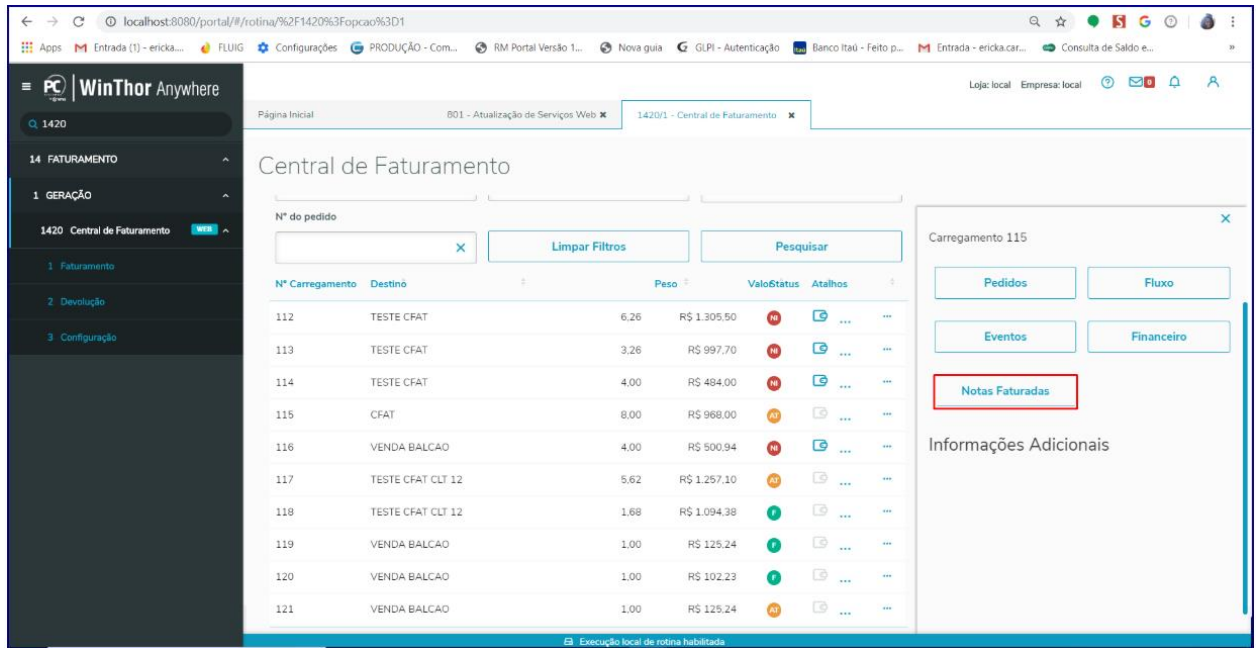 localhost:8080/portal/#/rotina/%2F1420%3Fopcao%3D1
Apps M Entrada (1) - ericka.... FLUIG Configurações PRODUÇÃO - Com... RM Portal Versão 1... Nova guia GLPI - Autenticação Banco Itaú - Feito p... Entrada - ericka.car... Consulta de Saldo e... »
PC WinThor Anywhere
Loja: local Empresa: local
1420
Página Inicial 801 - Atualização de Serviços Web ✖ 1420/1 - Central de Faturamento ✖
14 FATURAMENTO
1 GERAÇÃO
1420 Central de Faturamento WEB
1 Faturamento
2 Devolução
3 Configuração
Central de Faturamento
N° do pedido
Limpar Filtros
Pesquisar
N° Carregamento Destino Peso Valor Status Atalhos
112 TESTE CFAT 6,26 R$ 1.305,50 NI ... ...
113 TESTE CFAT 3,26 R$ 997,70 NI ... ...
114 TESTE CFAT 4,00 R$ 484,00 NI ... ...
115 CFAT 8,00 R$ 968,00 AT ... ...
116 VENDA BALCAO 4,00 R$ 500,94 NI ... ...
117 TESTE CFAT CLT 12 5,62 R$ 1.257,10 AT ... ...
118 TESTE CFAT CLT 12 1,68 R$ 1.094,38 F ... ...
119 VENDA BALCAO 1,00 R$ 125,24 F ... ...
120 VENDA BALCAO 1,00 R$ 102,23 F ... ...
121 VENDA BALCAO 1,00 R$ 125,24 AT ... ...
Carregamento 115
Pedidos Fluxo
Eventos Financeiro
Notas Faturadas
Informações Adicionais
Execução local de rotina habilitada